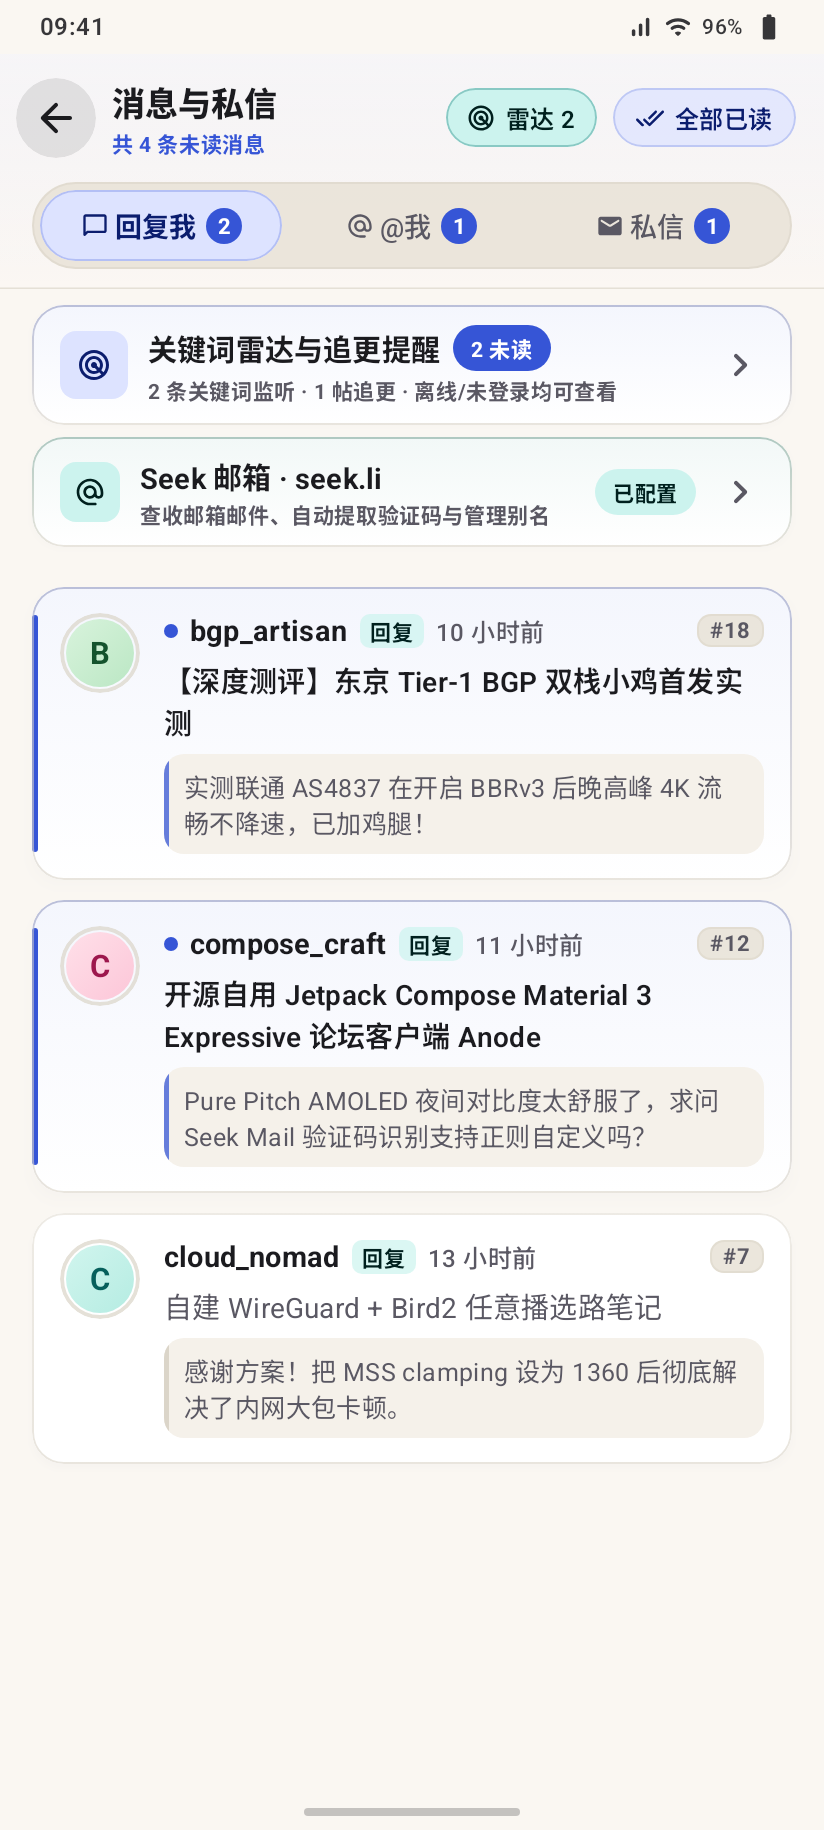 09:41
96%
消息与私信
共 4 条未读消息
雷达 2
全部已读
回复我 2
@我 1
私信 1
关键词雷达与追更提醒 2 未读
2 条关键词监听 · 1 帖追更 · 离线/未登录均可查看
Seek 邮箱 · seek.li
查收邮箱邮件、自动提取验证码与管理别名
已配置
B
bgp_artisan 回复 10 小时前 #18
【深度测评】东京 Tier-1 BGP 双栈小鸡首发实
测
实测联通 AS4837 在开启 BBRv3 后晚高峰 4K 流
畅不降速，已加鸡腿！
C
compose_craft 回复 11 小时前 #12
开源自用 Jetpack Compose Material 3
Expressive 论坛客户端 Anode
Pure Pitch AMOLED 夜间对比度太舒服了，求问
Seek Mail 验证码识别支持正则自定义吗？
C
cloud_nomad 回复 13 小时前 #7
自建 WireGuard + Bird2 任意播选路笔记
感谢方案！把 MSS clamping 设为 1360 后彻底解
决了内网大包卡顿。